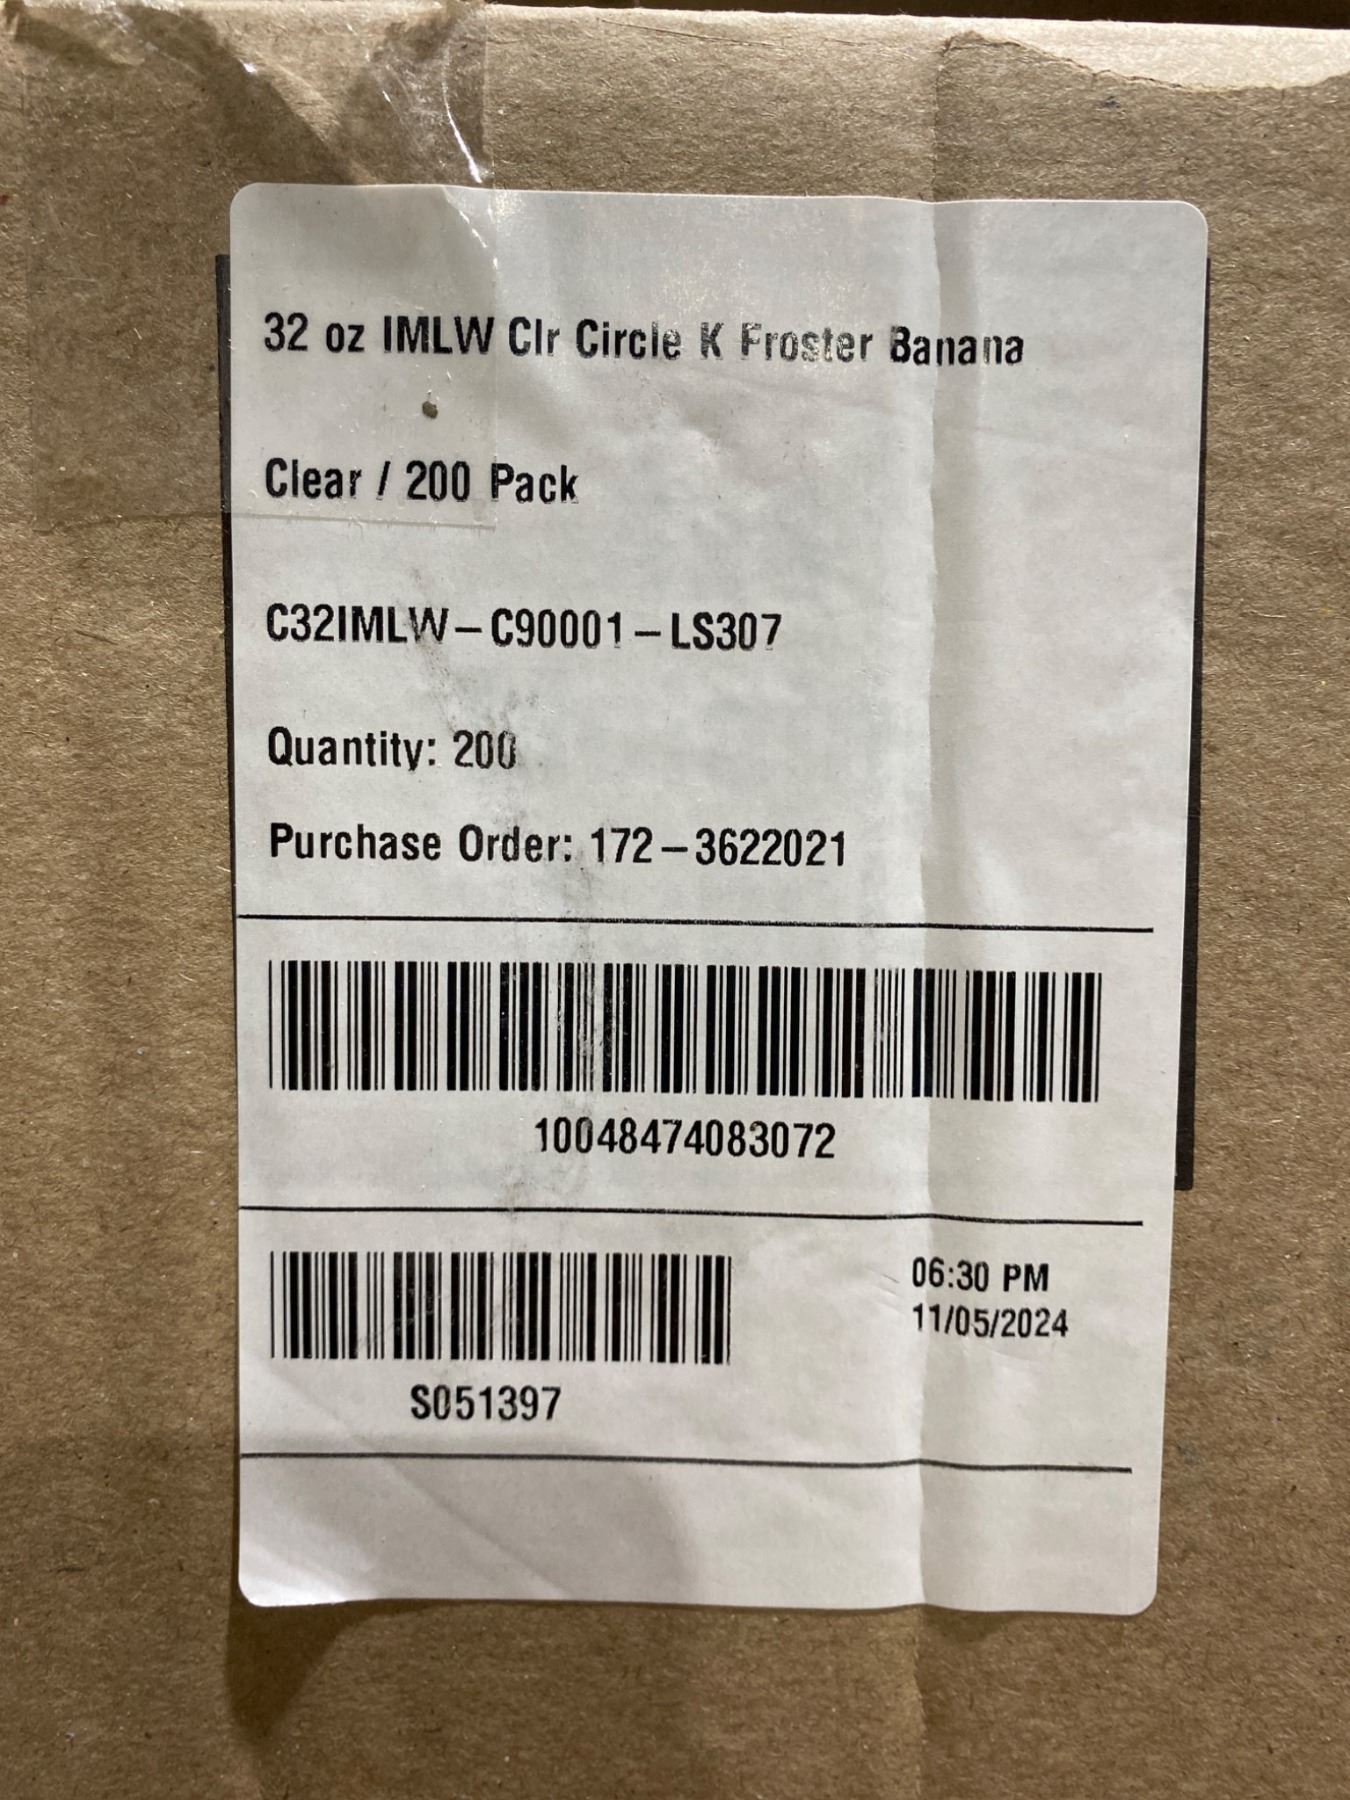 32 oz IMLW Clr Circle K Froster Banana
Clear / 200 Pack
C32IMLW-C90001-LS307
Quantity: 200
Purchase Order: 172-3622021
10048474083072
06:30 PM
11/05/2024
S051397